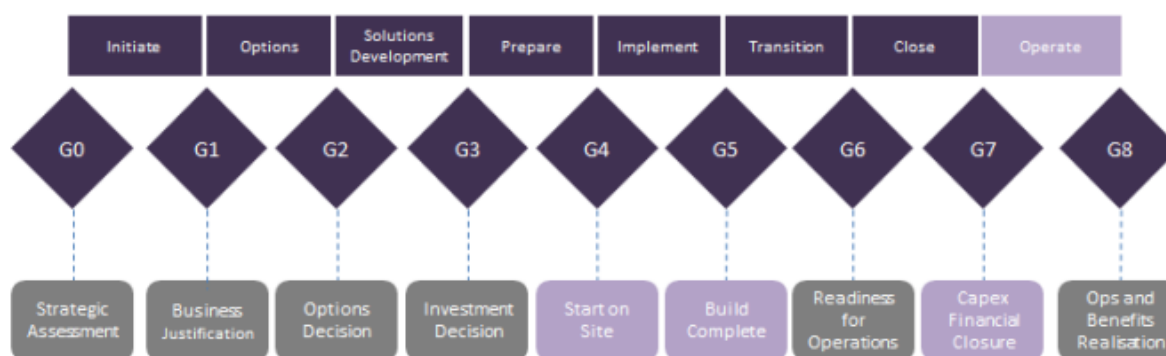 Initiate
Options
Solutions
Development
Prepare
Implement
Transition
Close
Operate
G0
G1
G2
G3
G4
G5
G6
G7
G8
Strategic
Assessment
Business
Justification
Options
Decision
Investment
Decision
Start on
Site
Build
Complete
Readiness
for
Operations
Capex
Financial
Closure
Ops and
Benefits
Realisation